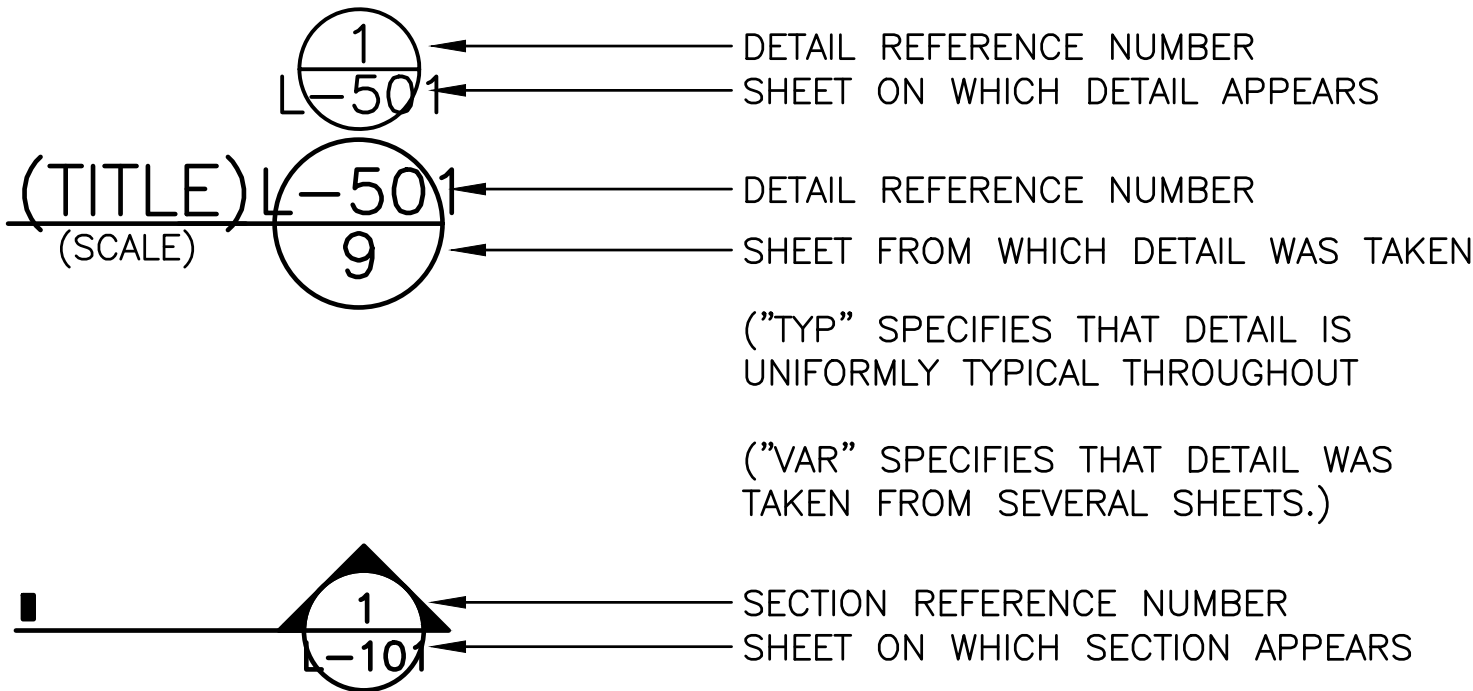 1
DETAIL REFERENCE NUMBER
L-501
SHEET ON WHICH DETAIL APPEARS
(TITLE) L-501
DETAIL REFERENCE NUMBER
(SCALE)
9
SHEET FROM WHICH DETAIL WAS TAKEN
("TYP" SPECIFIES THAT DETAIL IS
UNIFORMLY TYPICAL THROUGHOUT
("VAR" SPECIFIES THAT DETAIL WAS
TAKEN FROM SEVERAL SHEETS.)
1
SECTION REFERENCE NUMBER
L-101
SHEET ON WHICH SECTION APPEARS